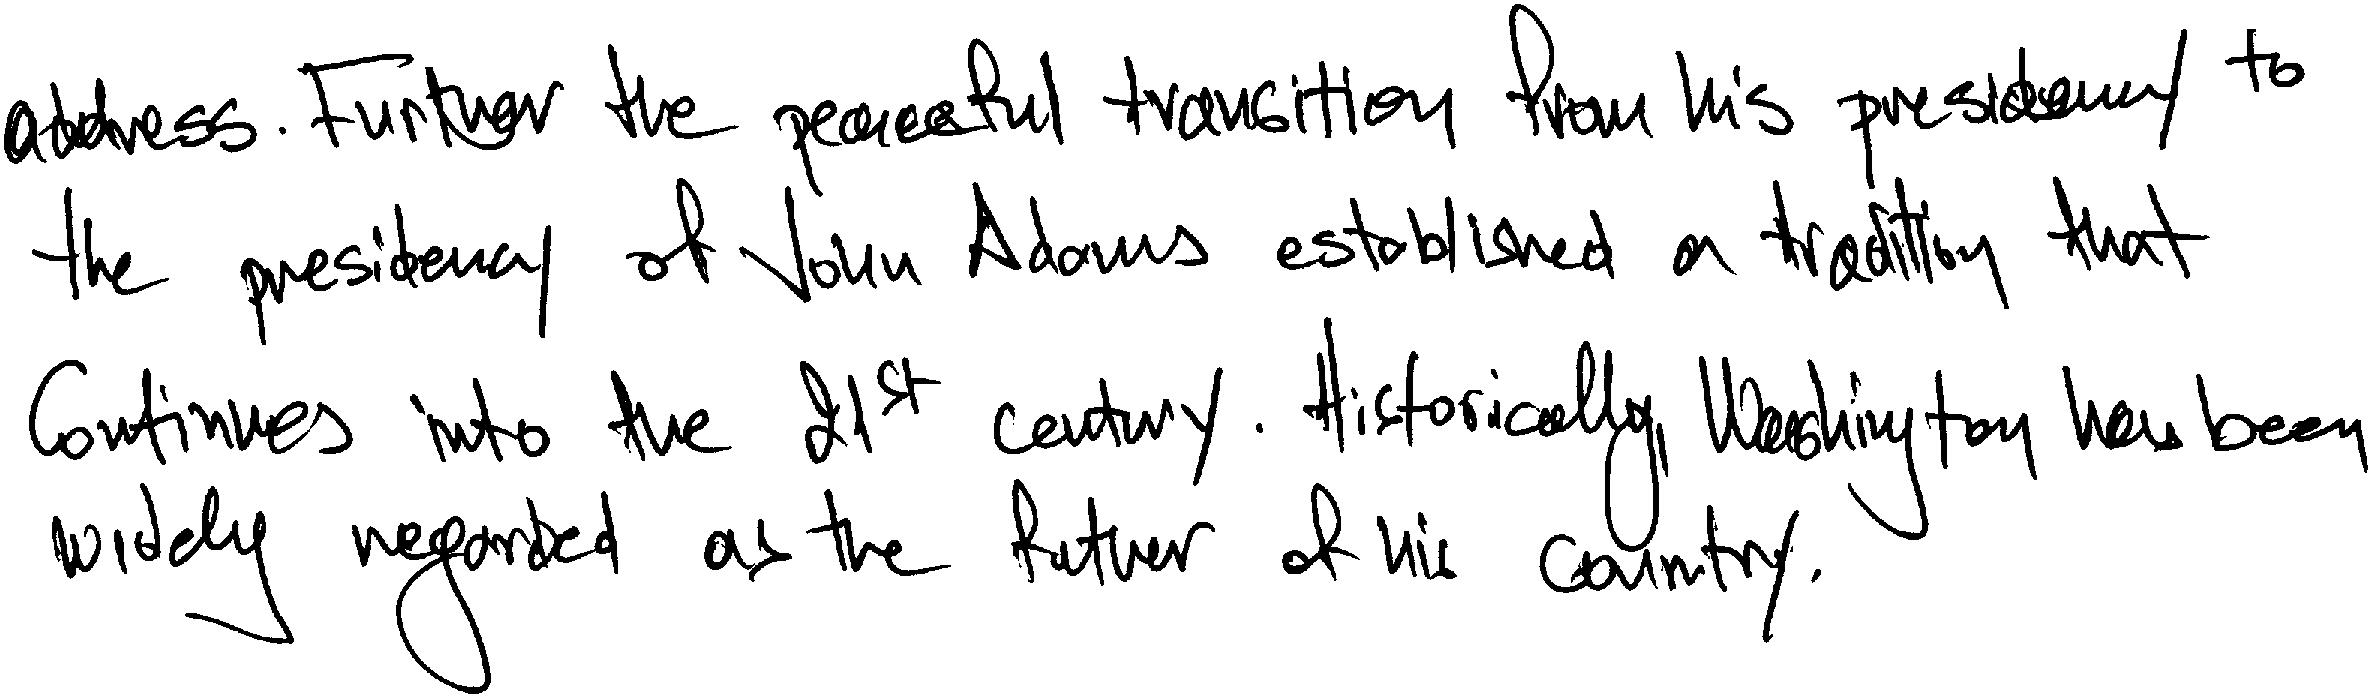 address. Further the peaceful transition from his presidency to
the presidency of John Adams established a tradition that
Continues into the 21st century. Historically, Washington has been
widely regarded as the father of his country.